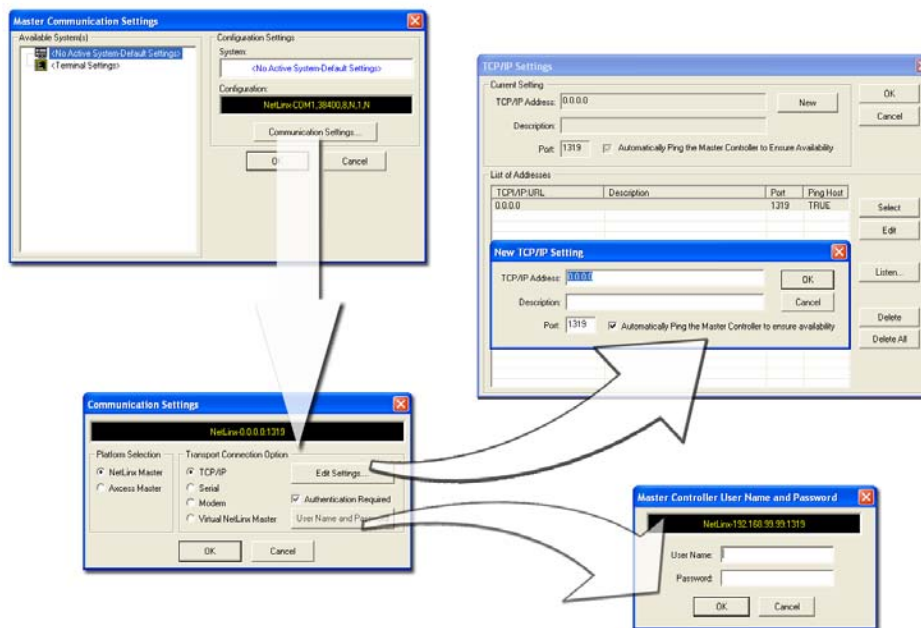 Master Communication Settings
Available System(s)
<No Active System-Default Settings>
<Terminal Settings>
Configuration Settings
System:
<No Active System-Default Settings>
Configuration:
NetLinx-COM1,38400,8,N,1,N
Communication Settings...
OK
Cancel
TCP/IP Settings
Current Setting
TCP/IP Address: 0.0.0.0
New
Description:
Port: 1319
Automatically Ping the Master Controller to Ensure Availability
OK
Cancel
List of Addresses
TCP\/IP:URL Description Port Ping Host
0.0.0.0 1319 TRUE
Select
Edit
Listen...
Delete
Delete All
New TCP/IP Setting
TCP/IP Address: 0.0.0.0
OK
Description:
Cancel
Port: 1319
Automatically Ping the Master Controller to ensure availability
Communication Settings
NetLinx-0.0.0.0:1319
Platform Selection
NetLinx Master
Axcess Master
Transport Connection Option
TCP/IP
Serial
Modem
Virtual NetLinx Master
Edit Settings...
Authentication Required
User Name and Password
OK
Cancel
Master Controller User Name and Password
NetLinx-192.168.99.99:1319
User Name:
Password:
OK
Cancel